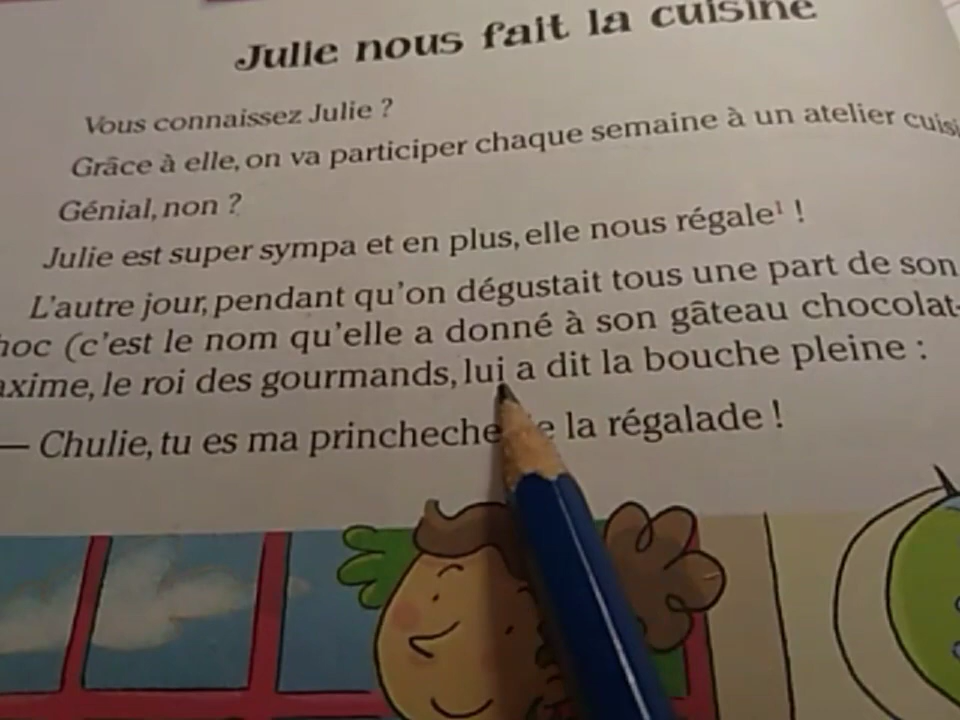 Julie nous fait la cuisine
Vous connaissez Julie ?
Grâce à elle, on va participer chaque semaine à un atelier cuisi
Génial, non ?
Julie est super sympa et en plus, elle nous régale¹ !
L'autre jour, pendant qu'on dégustait tous une part de son
hoc (c'est le nom qu'elle a donné à son gâteau chocolat-
axime, le roi des gourmands, lui a dit la bouche pleine :
— Chulie, tu es ma princheche la régalade !